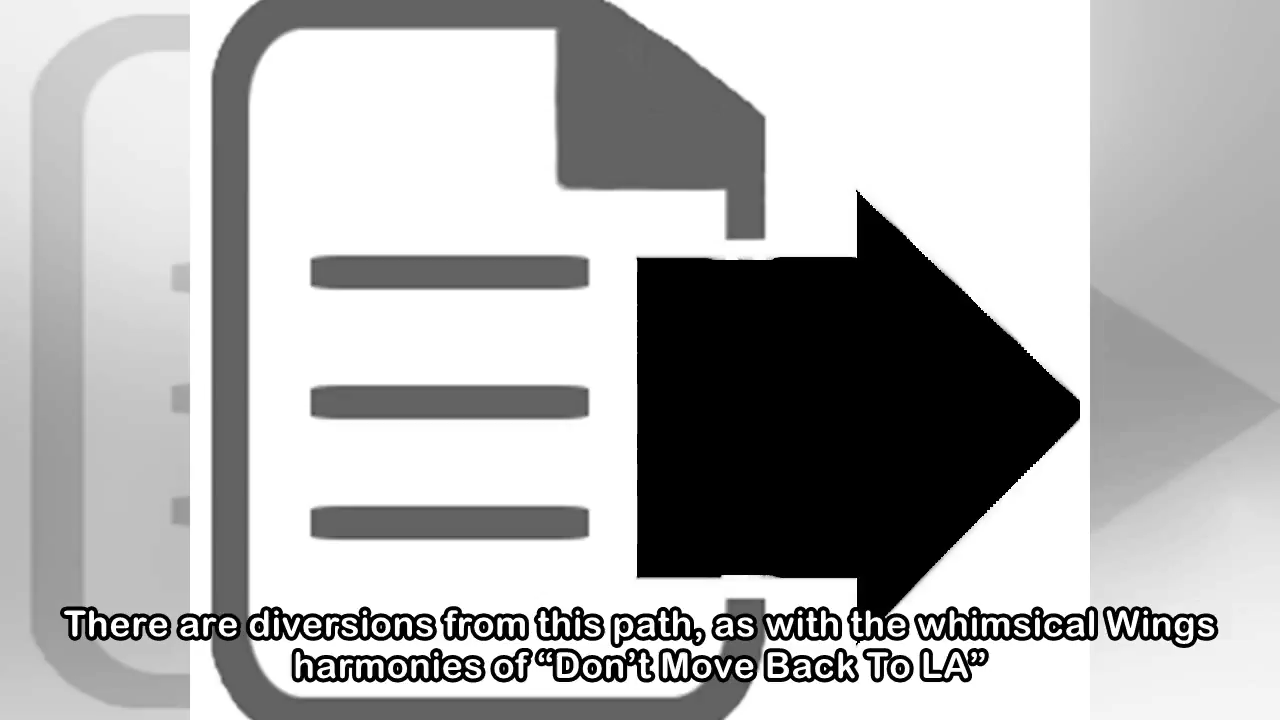 There are diversions from this path, as with the whimsical Wings
harmonies of “Don’t Move Back To LA”